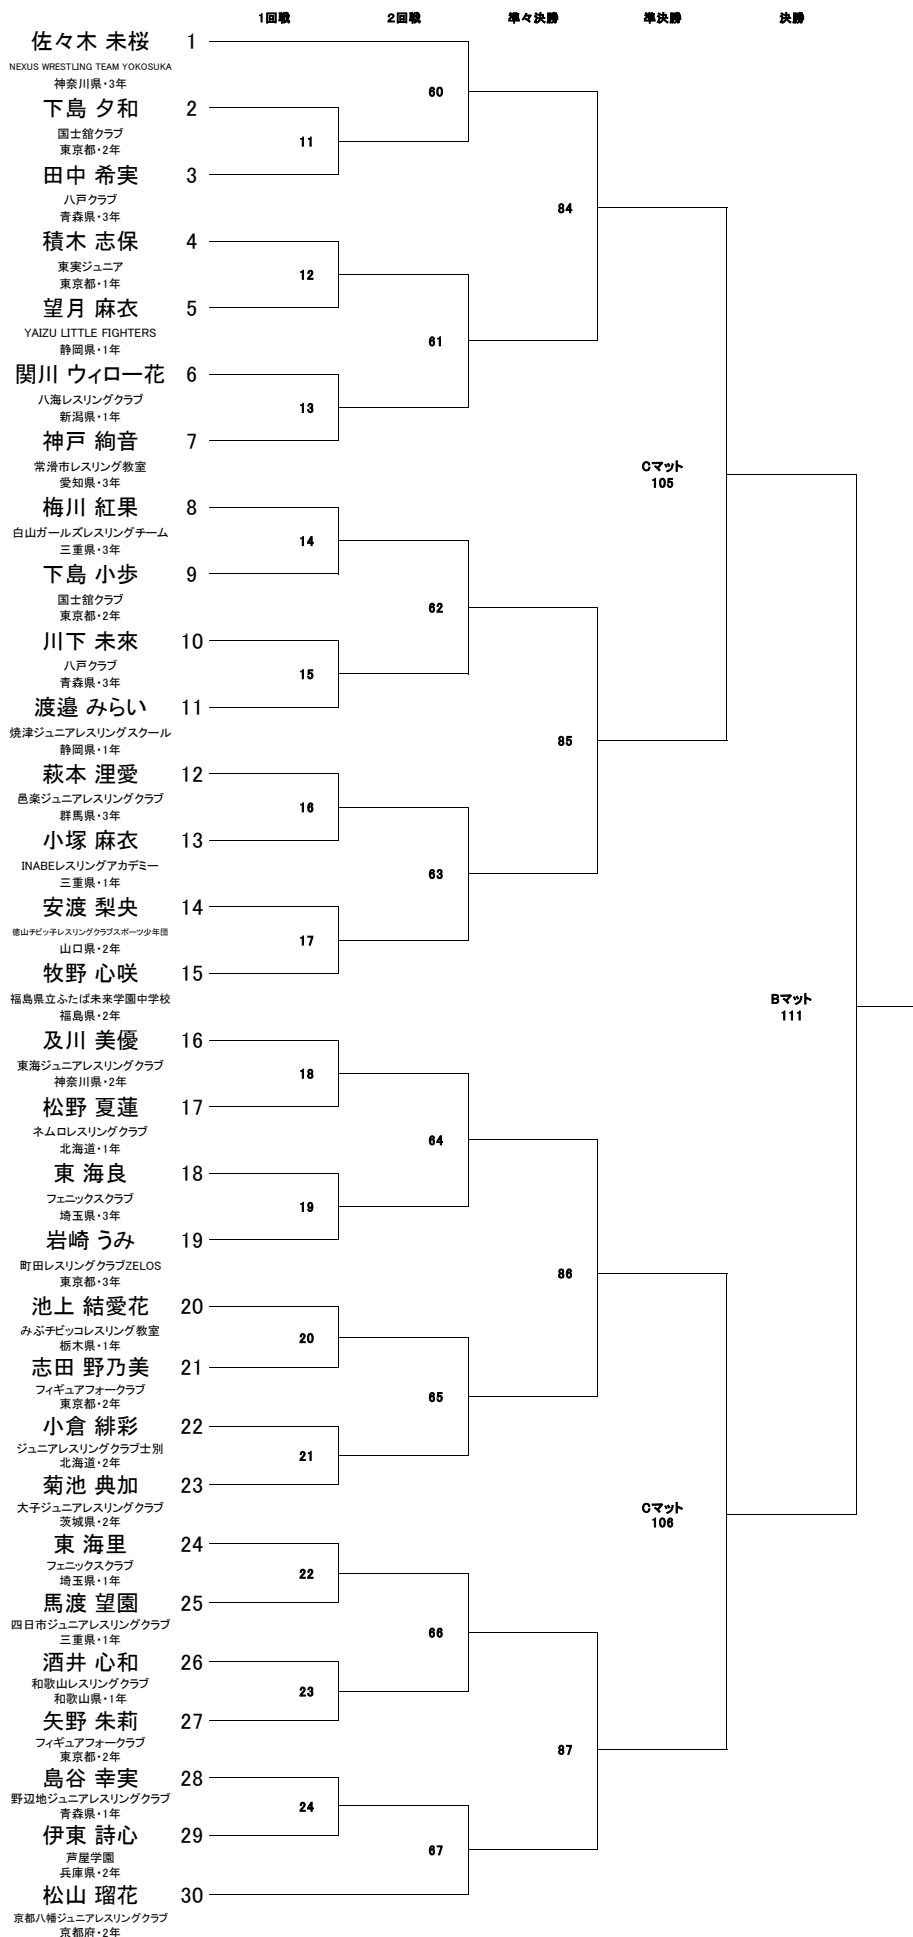 1回戦 2回戦 準々決勝 準決勝 決勝
佐々木 未桜 1
NEXUS WRESTLING TEAM YOKOSUKA
神奈川県・3年
60
下島 夕和 2
国士舘クラブ
東京都・2年
11
田中 希実 3
八戸クラブ
青森県・3年
84
積木 志保 4
東実ジュニア
東京都・1年
12
望月 麻衣 5
YAIZU LITTLE FIGHTERS
静岡県・1年
61
関川 ウィロー花 6
八海レスリングクラブ
新潟県・1年
13
神戸 絢音 7
常滑市レスリング教室
愛知県・3年
Cマット
105
梅川 紅果 8
白山ガールズレスリングチーム
三重県・3年
14
下島 小歩 9
国士舘クラブ
東京都・2年
62
川下 未來 10
八戸クラブ
青森県・3年
15
渡邉 みらい 11
焼津ジュニアレスリングスクール
静岡県・1年
85
萩本 浬愛 12
邑楽ジュニアレスリングクラブ
群馬県・3年
16
小塚 麻衣 13
INABEレスリングアカデミー
三重県・1年
63
安渡 梨央 14
徳山チビッ子レスリングクラブスポーツ少年団
山口県・2年
17
牧野 心咲 15
福島県立ふたば未来学園中学校
福島県・2年
Bマット
111
及川 美優 16
東海ジュニアレスリングクラブ
神奈川県・2年
18
松野 夏蓮 17
ネムロレスリングクラブ
北海道・1年
64
東 海良 18
フェニックスクラブ
埼玉県・3年
19
岩崎 うみ 19
町田レスリングクラブZELOS
東京都・3年
86
池上 結愛花 20
みぶチビッコレスリング教室
栃木県・1年
20
志田 野乃美 21
フィギュアフォークラブ
東京都・2年
65
小倉 緋彩 22
ジュニアレスリングクラブ士別
北海道・2年
21
菊池 典加 23
大子ジュニアレスリングクラブ
茨城県・2年
Cマット
106
東 海里 24
フェニックスクラブ
埼玉県・1年
22
馬渡 望園 25
四日市ジュニアレスリングクラブ
三重県・1年
66
酒井 心和 26
和歌山レスリングクラブ
和歌山県・1年
23
矢野 朱莉 27
フィギュアフォークラブ
東京都・2年
87
島谷 幸実 28
野辺地ジュニアレスリングクラブ
青森県・1年
24
伊東 詩心 29
芦屋学園
兵庫県・2年
67
松山 瑠花 30
京都八幡ジュニアレスリングクラブ
京都府・2年